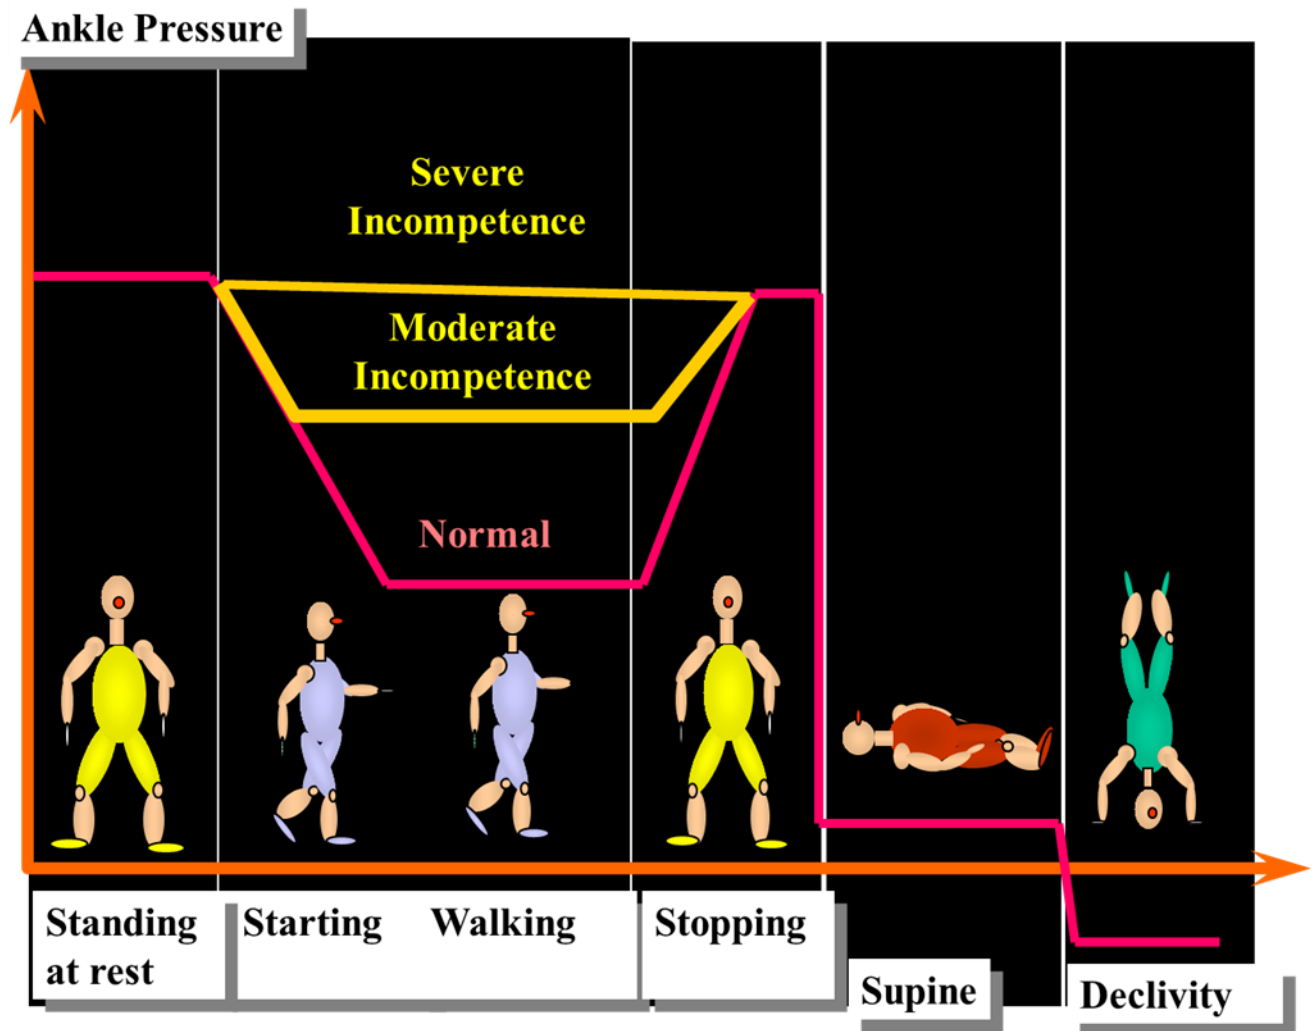 Ankle Pressure
Severe
Incompetence
Moderate
Incompetence
Normal
Standing
at rest
Starting
Walking
Stopping
Supine
Declivity